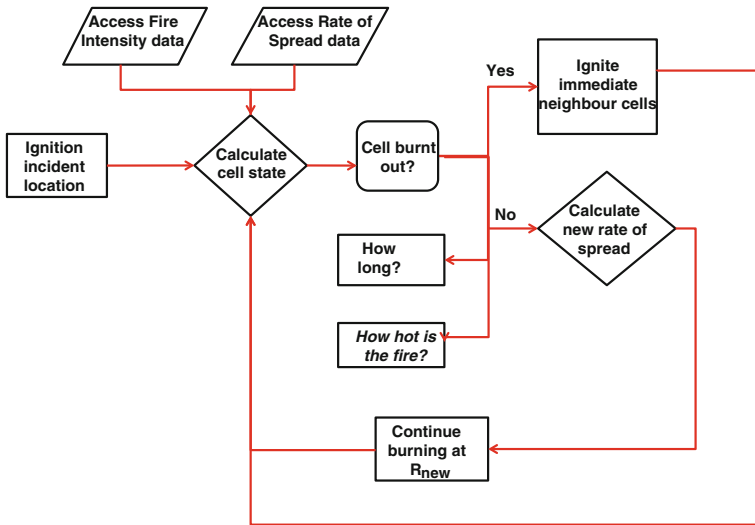 Access Fire
Intensity data
Access Rate of
Spread data
Ignition
incident
location
Calculate
cell state
Cell burnt
out?
Yes
Ignite
immediate
neighbour cells
No
Calculate
new rate of
spread
How
long?
How hot is
the fire?
Continue
burning at
Rnew